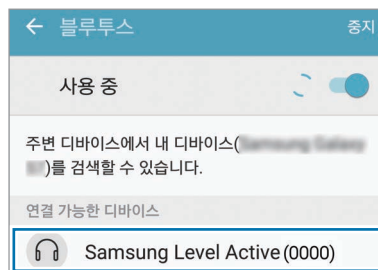 블루투스 중지
사용 중
주변 디바이스에서 내 디바이스(
)를 검색할 수 있습니다.
연결 가능한 디바이스
Samsung Level Active (0000)